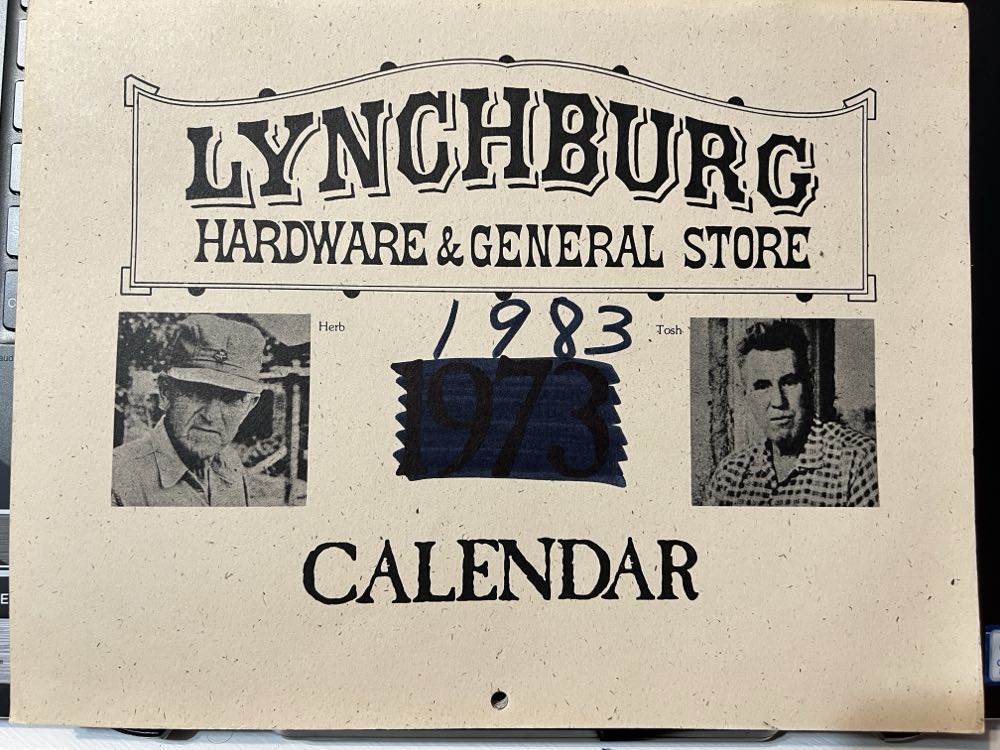 LYNCHBURG
HARDWARE & GENERAL STORE
Herb
1983
Tosh
1973
CALENDAR